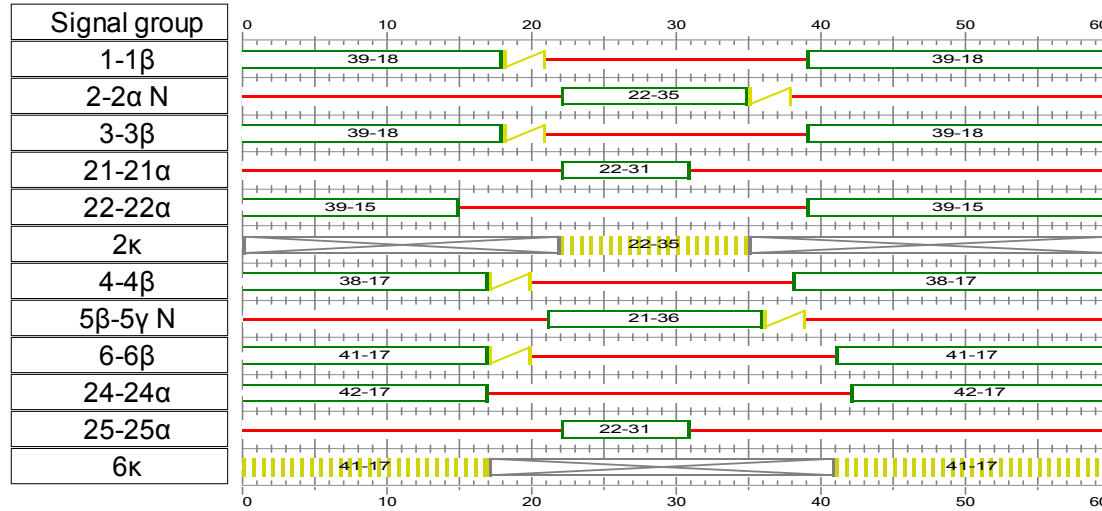 Signal group
0 10 20 30 40 50 60
1-1β 39-18 39-18
2-2α N 22-35
3-3β 39-18 39-18
21-21α 22-31
22-22α 39-15 39-15
2κ 22-35
4-4β 38-17 38-17
5β-5γ N 21-36
6-6β 41-17 41-17
24-24α 42-17 42-17
25-25α 22-31
6κ 41-17 41-17
0 10 20 30 40 50 60